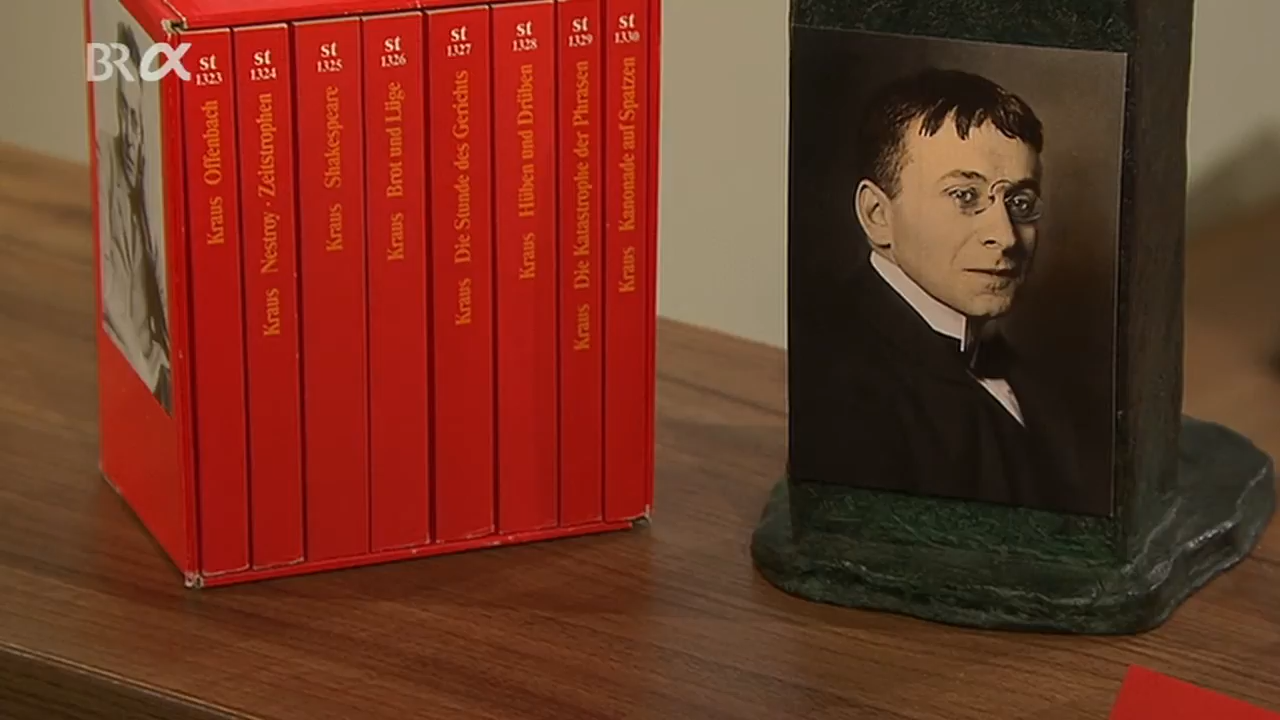 BRα
st
1323
Kraus Offenbach
st
1324
Kraus Nestroy · Zeitstrophen
st
1325
Kraus Shakespeare
st
1326
Kraus Brot und Lüge
st
1327
Kraus Die Stunde des Gerichts
st
1328
Kraus Hüben und Drüben
st
1329
Kraus Die Katastrophe der Phrasen
st
1330
Kraus Kanonade auf Spatzen